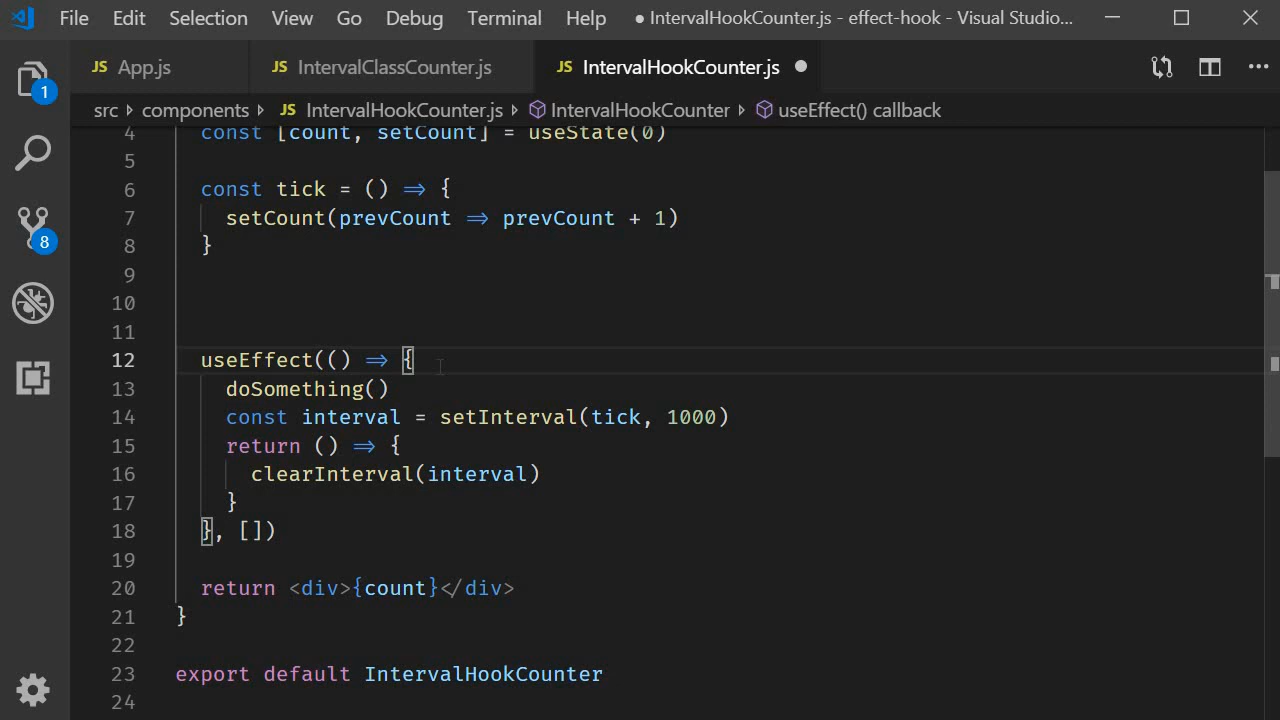 File Edit Selection View Go Debug Terminal Help ● IntervalHookCounter.js - effect-hook - Visual Studio...
JS App.js JS IntervalClassCounter.js JS IntervalHookCounter.js ●
src > components > JS IntervalHookCounter.js > IntervalHookCounter > useEffect() callback
1
8
4 const [count, setCount] = useState(0)
5
6 const tick = () => {
7 setCount(prevCount => prevCount + 1)
8 }
9
10
11
12 useEffect(() => {
13 doSomething()
14 const interval = setInterval(tick, 1000)
15 return () => {
16 clearInterval(interval)
17 }
18 }, [])
19
20 return <div>{count}</div>
21 }
22
23 export default IntervalHookCounter
24